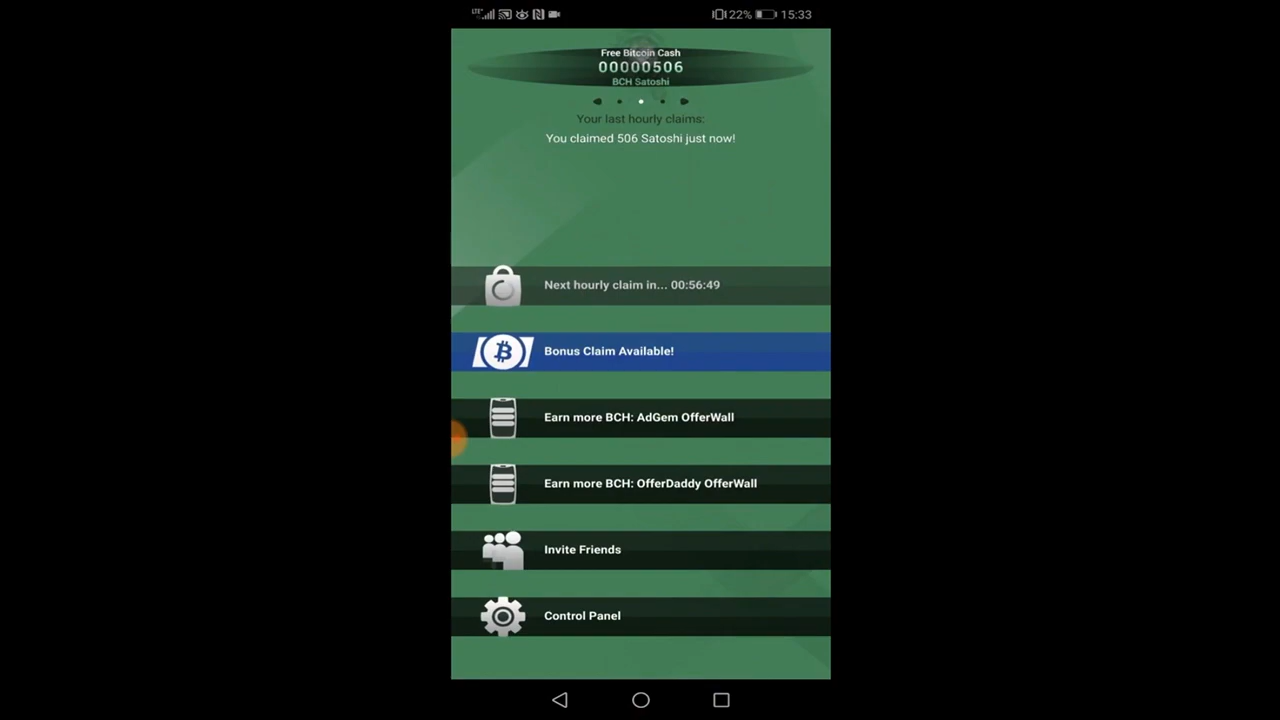 LTE 22% 15:33
Free Bitcoin Cash
00000506
BCH Satoshi
Your last hourly claims:
You claimed 506 Satoshi just now!
Next hourly claim in... 00:56:49
Bonus Claim Available!
Earn more BCH: AdGem OfferWall
Earn more BCH: OfferDaddy OfferWall
Invite Friends
Control Panel